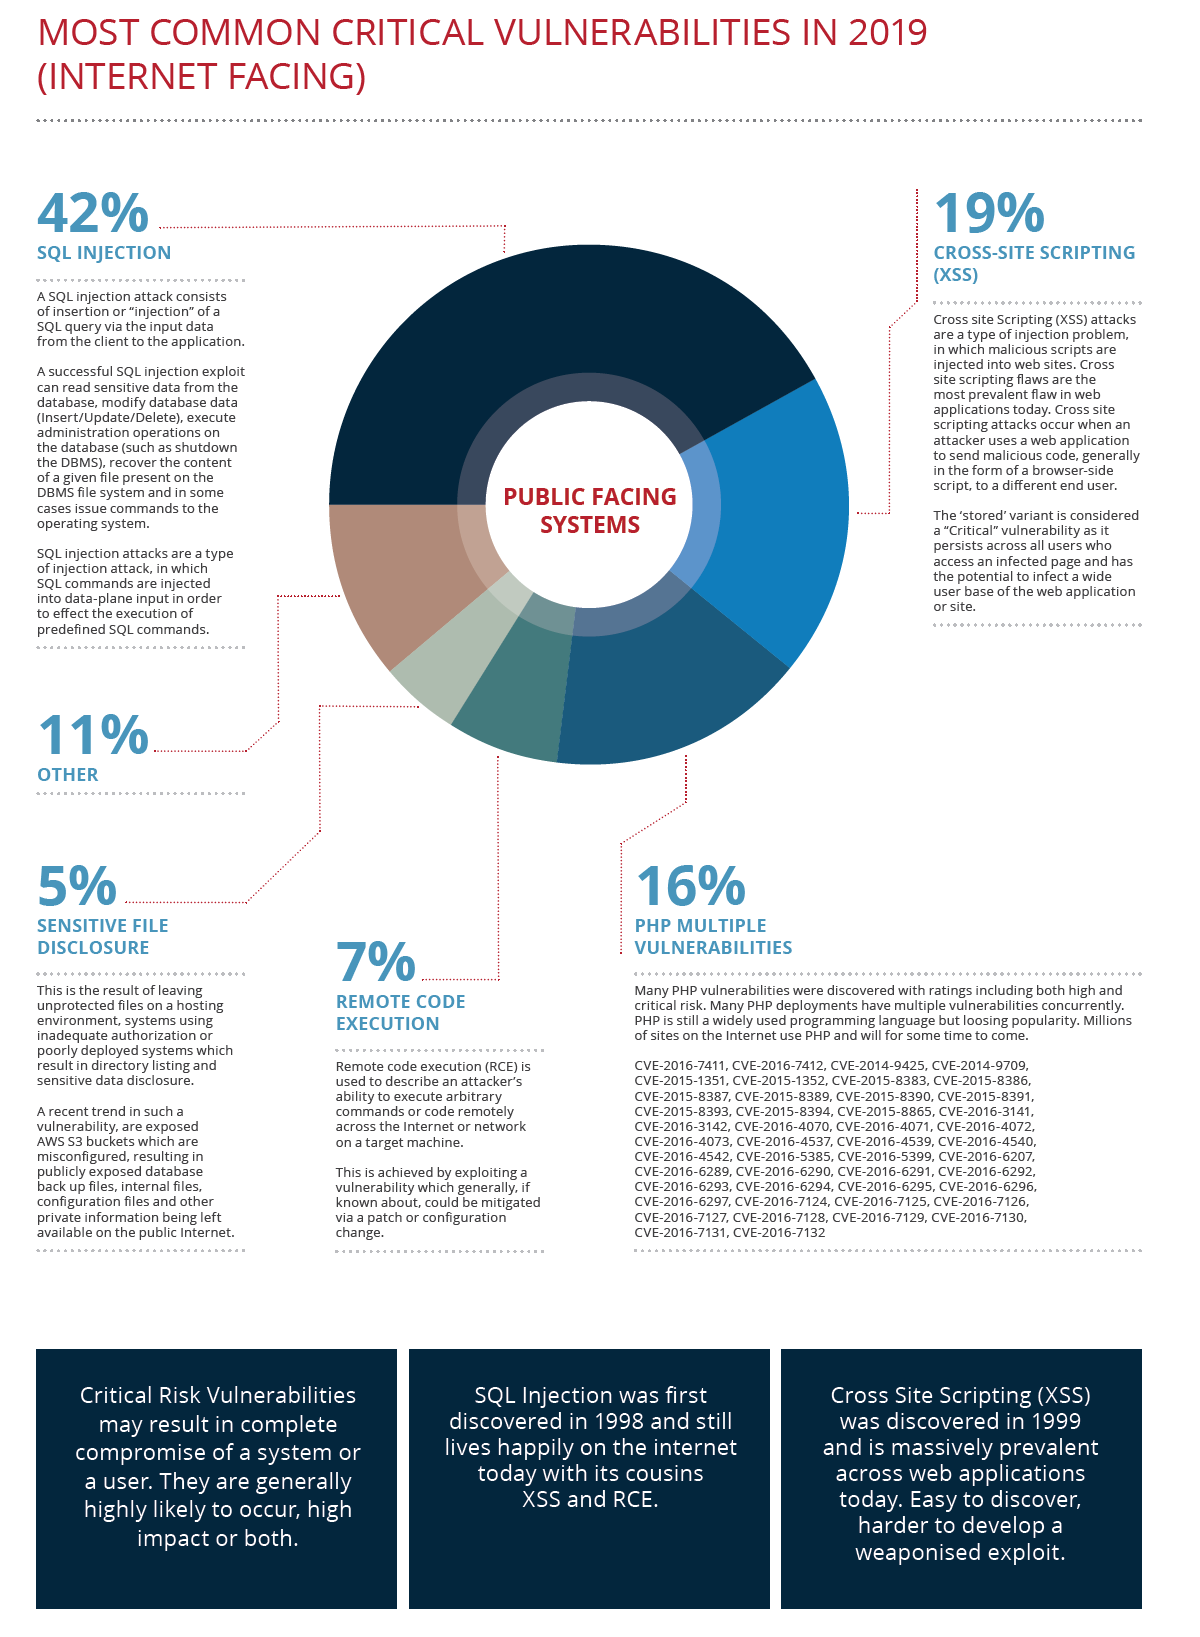 MOST COMMON CRITICAL VULNERABILITIES IN 2019
(INTERNET FACING)
42%
SQL INJECTION
A SQL injection attack consists
of insertion or “injection” of a
SQL query via the input data
from the client to the application.
A successful SQL injection exploit
can read sensitive data from the
database, modify database data
(Insert/Update/Delete), execute
administration operations on
the database (such as shutdown
the DBMS), recover the content
of a given file present on the
DBMS file system and in some
cases issue commands to the
operating system.
SQL injection attacks are a type
of injection attack, in which
SQL commands are injected
into data-plane input in order
to effect the execution of
predefined SQL commands.
PUBLIC FACING
SYSTEMS
19%
CROSS-SITE SCRIPTING
(XSS)
Cross site Scripting (XSS) attacks
are a type of injection problem,
in which malicious scripts are
injected into web sites. Cross
site scripting flaws are the
most prevalent flaw in web
applications today. Cross site
scripting attacks occur when an
attacker uses a web application
to send malicious code, generally
in the form of a browser-side
script, to a different end user.
The ‘stored’ variant is considered
a “Critical” vulnerability as it
persists across all users who
access an infected page and has
the potential to infect a wide
user base of the web application
or site.
11%
OTHER
5%
SENSITIVE FILE
DISCLOSURE
This is the result of leaving
unprotected files on a hosting
environment, systems using
inadequate authorization or
poorly deployed systems which
result in directory listing and
sensitive data disclosure.
A recent trend in such a
vulnerability, are exposed
AWS S3 buckets which are
misconfigured, resulting in
publicly exposed database
back up files, internal files,
configuration files and other
private information being left
available on the public Internet.
7%
REMOTE CODE
EXECUTION
Remote code execution (RCE) is
used to describe an attacker’s
ability to execute arbitrary
commands or code remotely
across the Internet or network
on a target machine.
This is achieved by exploiting a
vulnerability which generally, if
known about, could be mitigated
via a patch or configuration
change.
16%
PHP MULTIPLE
VULNERABILITIES
Many PHP vulnerabilities were discovered with ratings including both high and
critical risk. Many PHP deployments have multiple vulnerabilities concurrently.
PHP is still a widely used programming language but loosing popularity. Millions
of sites on the Internet use PHP and will for some time to come.
CVE-2016-7411, CVE-2016-7412, CVE-2014-9425, CVE-2014-9709,
CVE-2015-1351, CVE-2015-1352, CVE-2015-8383, CVE-2015-8386,
CVE-2015-8387, CVE-2015-8389, CVE-2015-8390, CVE-2015-8391,
CVE-2015-8393, CVE-2015-8394, CVE-2015-8865, CVE-2016-3141,
CVE-2016-3142, CVE-2016-4070, CVE-2016-4071, CVE-2016-4072,
CVE-2016-4073, CVE-2016-4537, CVE-2016-4539, CVE-2016-4540,
CVE-2016-4542, CVE-2016-5385, CVE-2016-5399, CVE-2016-6207,
CVE-2016-6289, CVE-2016-6290, CVE-2016-6291, CVE-2016-6292,
CVE-2016-6293, CVE-2016-6294, CVE-2016-6295, CVE-2016-6296,
CVE-2016-6297, CVE-2016-7124, CVE-2016-7125, CVE-2016-7126,
CVE-2016-7127, CVE-2016-7128, CVE-2016-7129, CVE-2016-7130,
CVE-2016-7131, CVE-2016-7132
Critical Risk Vulnerabilities
may result in complete
compromise of a system or
a user. They are generally
highly likely to occur, high
impact or both.
SQL Injection was first
discovered in 1998 and still
lives happily on the internet
today with its cousins
XSS and RCE.
Cross Site Scripting (XSS)
was discovered in 1999
and is massively prevalent
across web applications
today. Easy to discover,
harder to develop a
weaponised exploit.